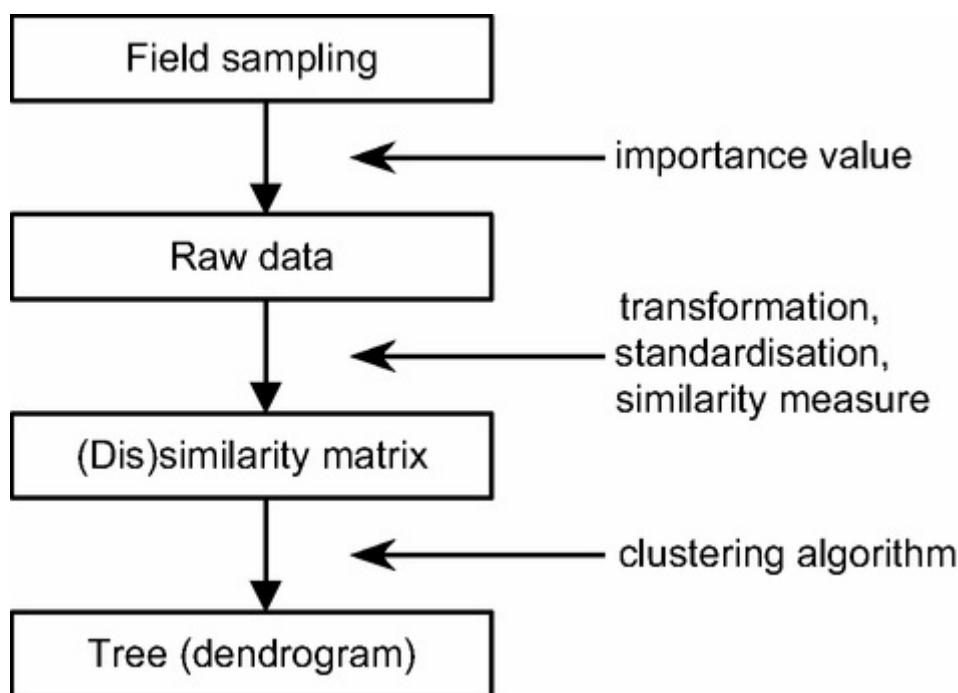 Field sampling
importance value
Raw data
transformation,
standardisation,
similarity measure
(Dis)similarity matrix
clustering algorithm
Tree (dendrogram)